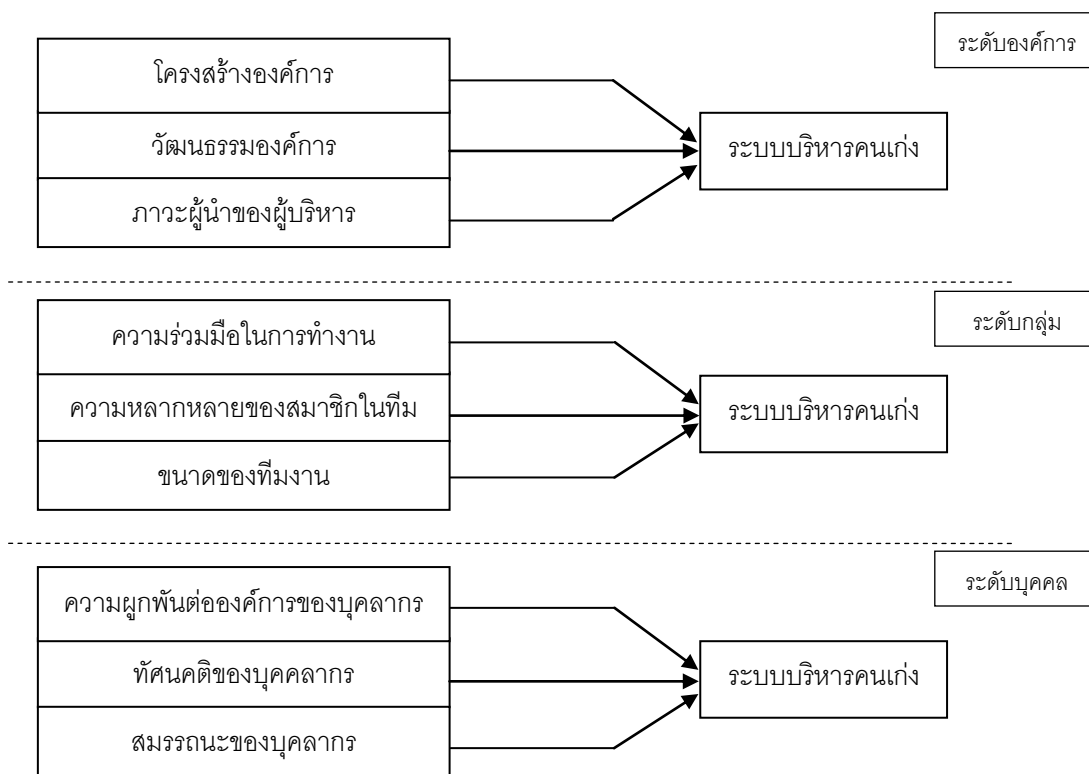 ระดับองค์การ
โครงสร้างองค์การ
วัฒนธรรมองค์การ
ระบบบริหารคนเก่ง
ภาวะผู้นำของผู้บริหาร
ระดับกลุ่ม
ความร่วมมือในการทำงาน
ความหลากหลายของสมาชิกในทีม
ระบบบริหารคนเก่ง
ขนาดของทีมงาน
ระดับบุคคล
ความผูกพันต่อองค์การของบุคลากร
ทัศนคติของบุคคลากร
ระบบบริหารคนเก่ง
สมรรถนะของบุคลากร